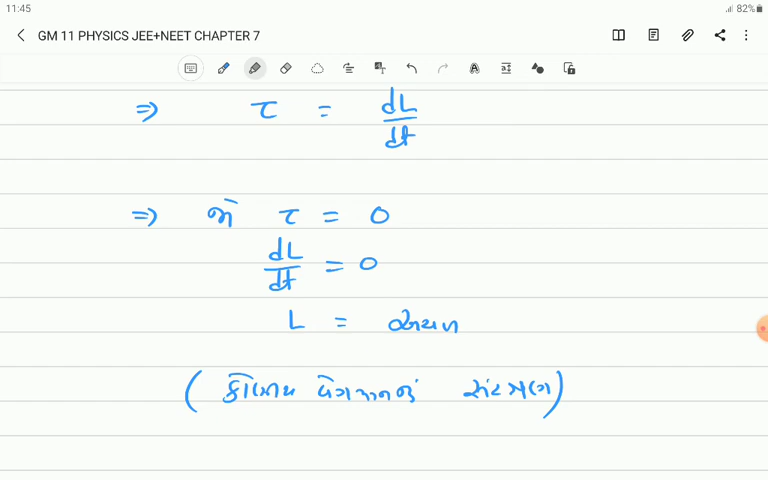 11:45
82%
GM 11 PHYSICS JEE+NEET CHAPTER 7
⇒ τ = dL/dt
⇒ જો τ = 0
dL/dt = 0
L = અચળ
(કોણીય વેગમાનનું સંરક્ષણ)